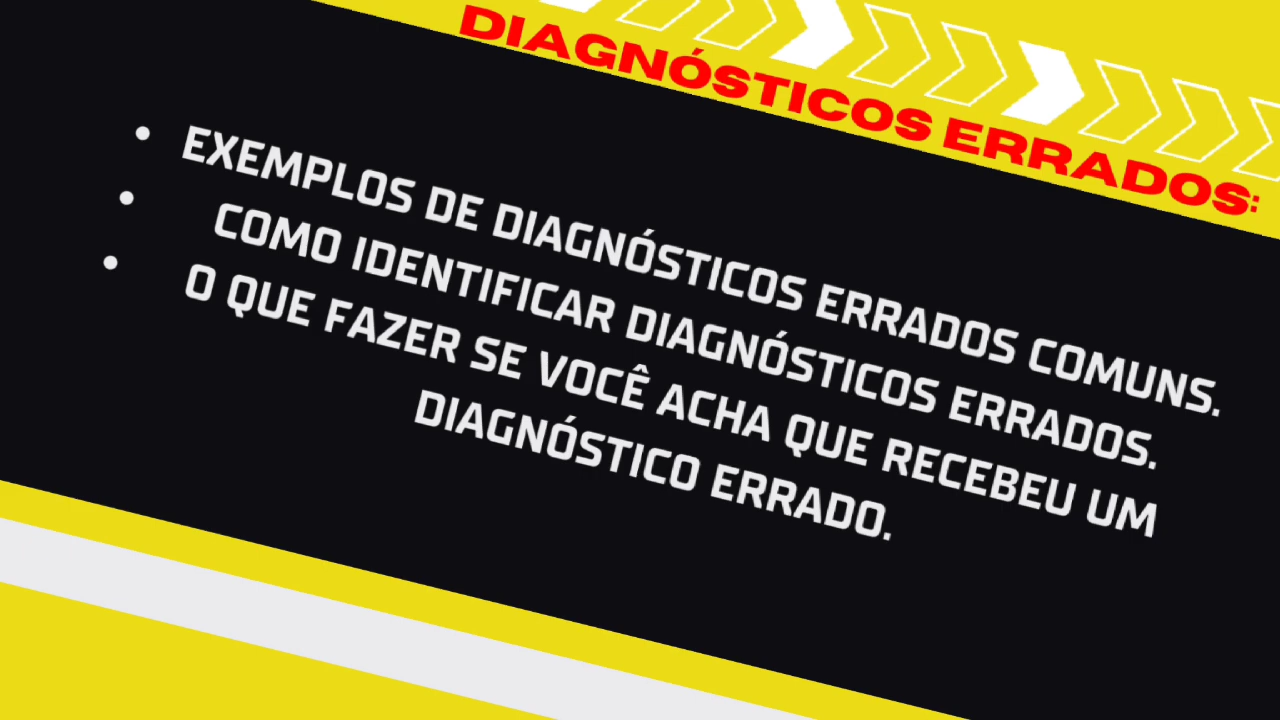 DIAGNÓSTICOS ERRADOS:
• EXEMPLOS DE DIAGNÓSTICOS ERRADOS COMUNS.
• COMO IDENTIFICAR DIAGNÓSTICOS ERRADOS.
• O QUE FAZER SE VOCÊ ACHA QUE RECEBEU UM
DIAGNÓSTICO ERRADO.